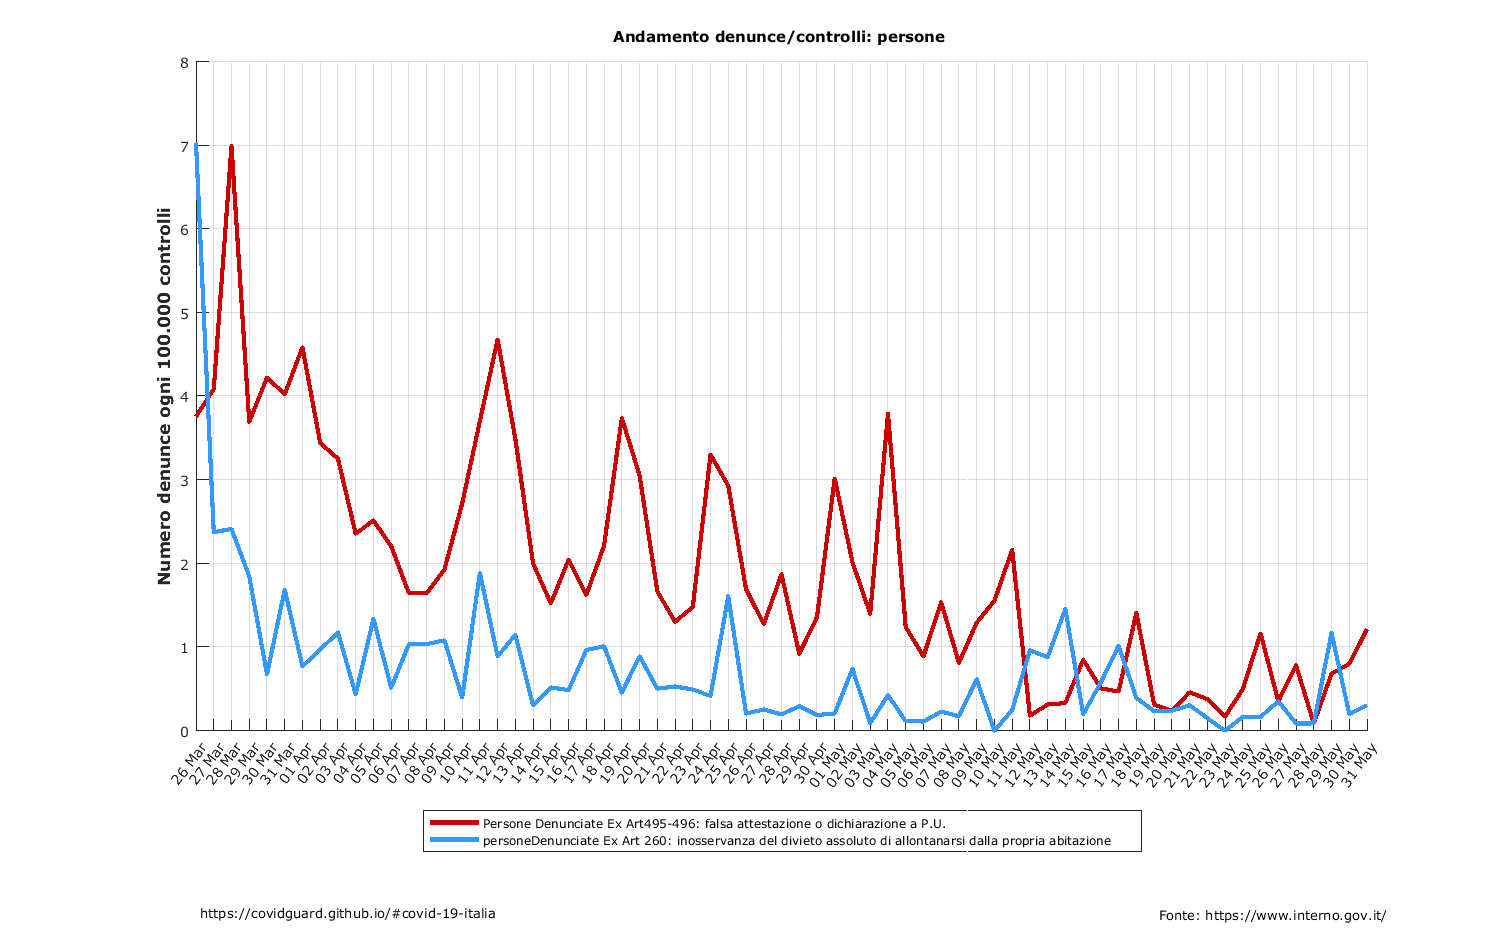 Andamento denunce/controlli: persone
Numero denunce ogni 100.000 controlli
8
7
6
5
4
3
2
1
0
26 Mar
27 Mar
28 Mar
29 Mar
30 Mar
31 Mar
01 Apr
02 Apr
03 Apr
04 Apr
05 Apr
06 Apr
07 Apr
08 Apr
09 Apr
10 Apr
11 Apr
12 Apr
13 Apr
14 Apr
15 Apr
16 Apr
17 Apr
18 Apr
19 Apr
20 Apr
21 Apr
22 Apr
23 Apr
24 Apr
25 Apr
26 Apr
27 Apr
28 Apr
29 Apr
30 Apr
01 May
02 May
03 May
04 May
05 May
06 May
07 May
08 May
09 May
10 May
11 May
12 May
13 May
14 May
15 May
16 May
17 May
18 May
19 May
20 May
21 May
22 May
23 May
24 May
25 May
26 May
27 May
28 May
29 May
30 May
31 May
Persone Denunciate Ex Art495-496: falsa attestazione o dichiarazione a P.U.
personeDenunciate Ex Art 260: inosservanza del divieto assoluto di allontanarsi dalla propria abitazione
https://covidguard.github.io/#covid-19-italia
Fonte: https://www.interno.gov.it/